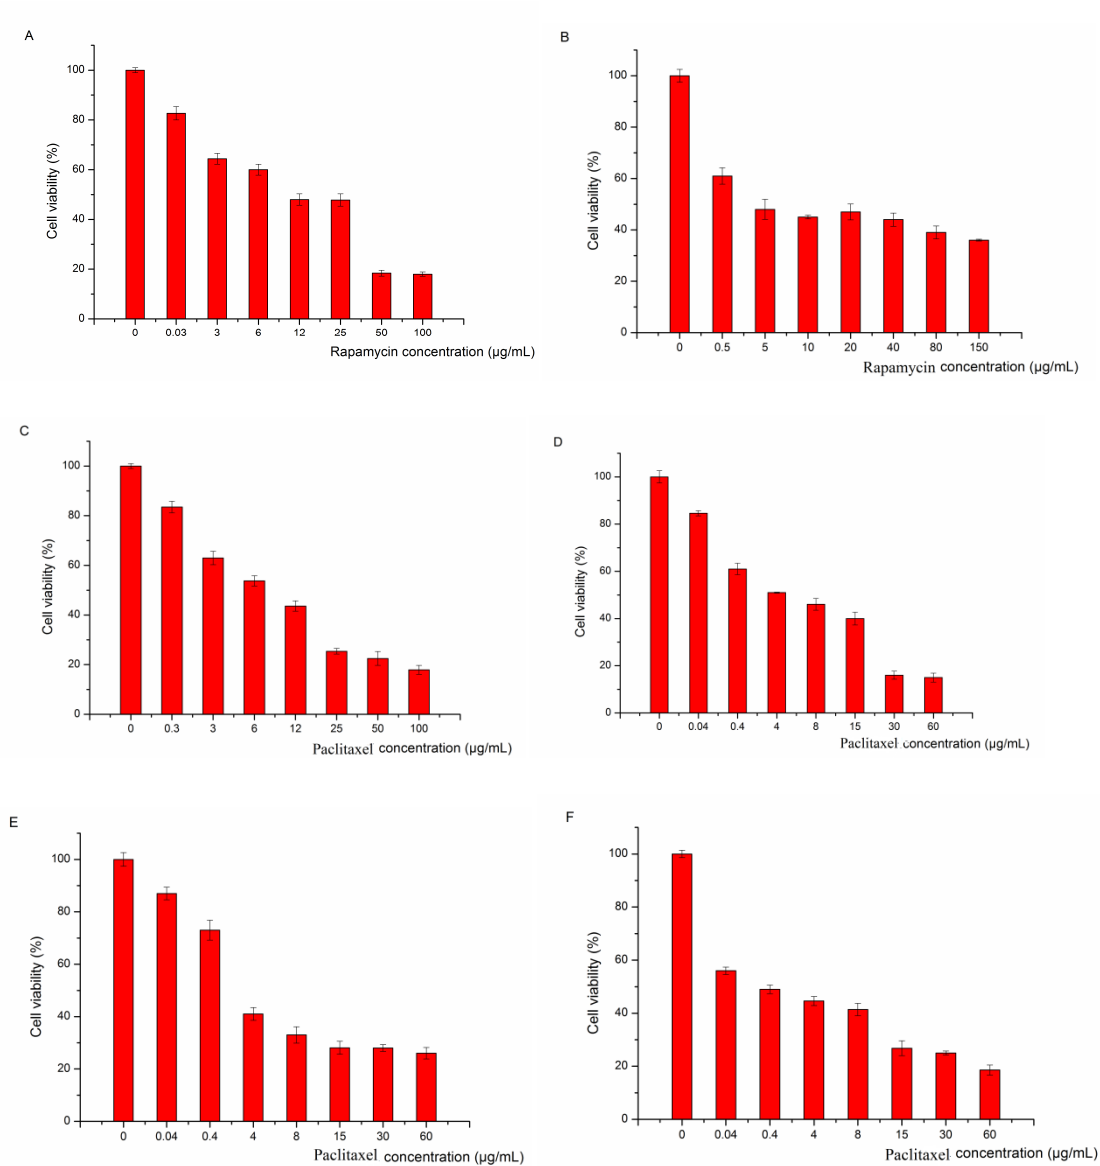 A
100
80
60
40
20
0
Cell viability (%)
0 0.03 3 6 12 25 50 100
Rapamycin concentration (µg/mL)
B
100
80
60
40
20
0
Cell viability (%)
0 0.5 5 10 20 40 80 150
Rapamycin concentration (µg/mL)
C
100
80
60
40
20
0
Cell viability (%)
0 0.3 3 6 12 25 50 100
Paclitaxel concentration (µg/mL)
D
100
80
60
40
20
0
Cell viability (%)
0 0.04 0.4 4 8 15 30 60
Paclitaxel concentration (µg/mL)
E
100
80
60
40
20
0
Cell viability (%)
0 0.04 0.4 4 8 15 30 60
Paclitaxel concentration (µg/mL)
F
100
80
60
40
20
0
Cell viability (%)
0 0.04 0.4 4 8 15 30 60
Paclitaxel concentration (µg/mL)